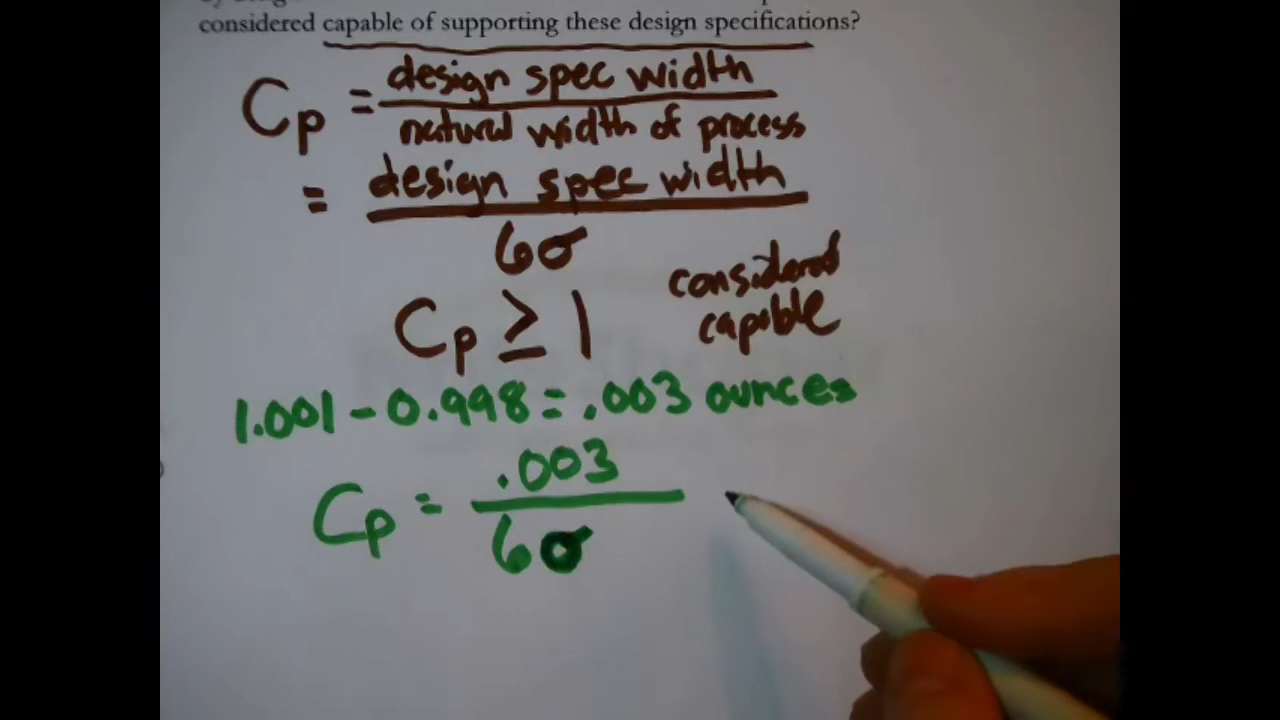 considered capable of supporting these design specifications?
Cp = design spec width
natural width of process
= design spec width
6σ
Cp ≥ 1
considered
capable
1.001 - 0.998 = .003 ounces
Cp = .003
6σ